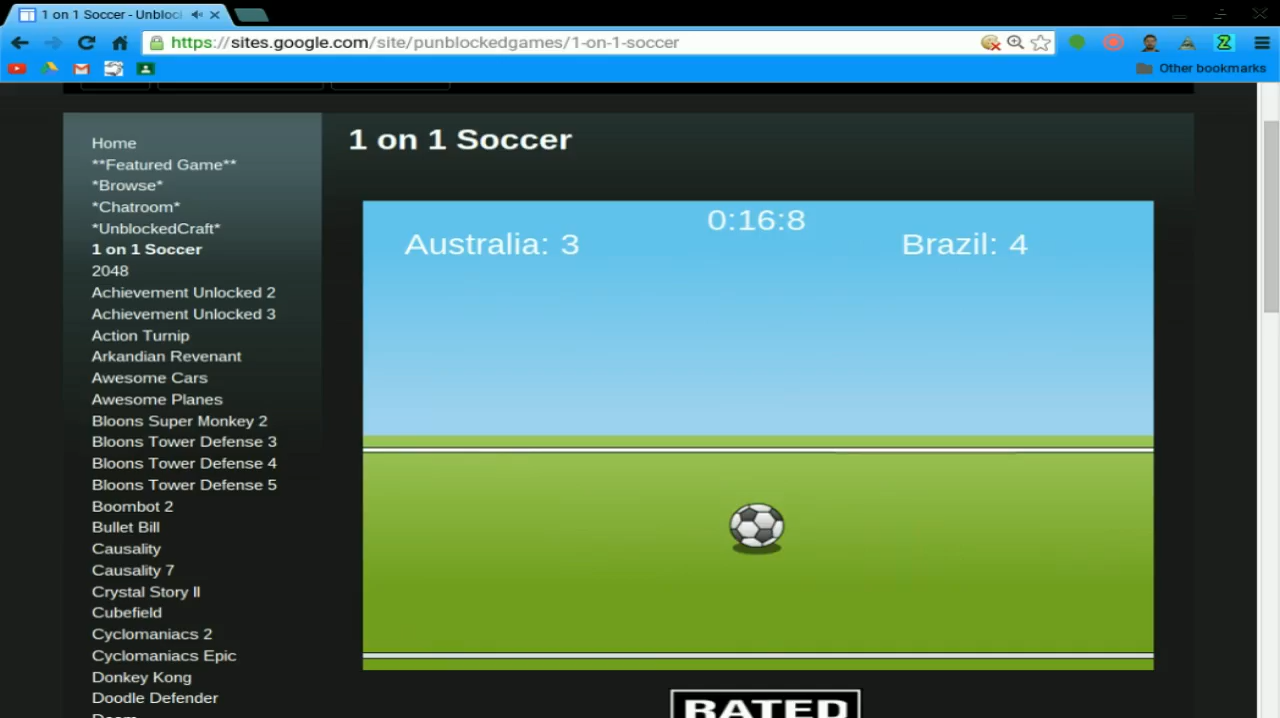 1 on 1 Soccer - Unbloc
https://sites.google.com/site/punblockedgames/1-on-1-soccer
Z
Other bookmarks
Home
**Featured Game**
*Browse*
*Chatroom*
*UnblockedCraft*
1 on 1 Soccer
2048
Achievement Unlocked 2
Achievement Unlocked 3
Action Turnip
Arkandian Revenant
Awesome Cars
Awesome Planes
Bloons Super Monkey 2
Bloons Tower Defense 3
Bloons Tower Defense 4
Bloons Tower Defense 5
Boombot 2
Bullet Bill
Causality
Causality 7
Crystal Story II
Cubefield
Cyclomaniacs 2
Cyclomaniacs Epic
Donkey Kong
Doodle Defender
Doom
1 on 1 Soccer
0:16:8
Australia: 3
Brazil: 4
RATED